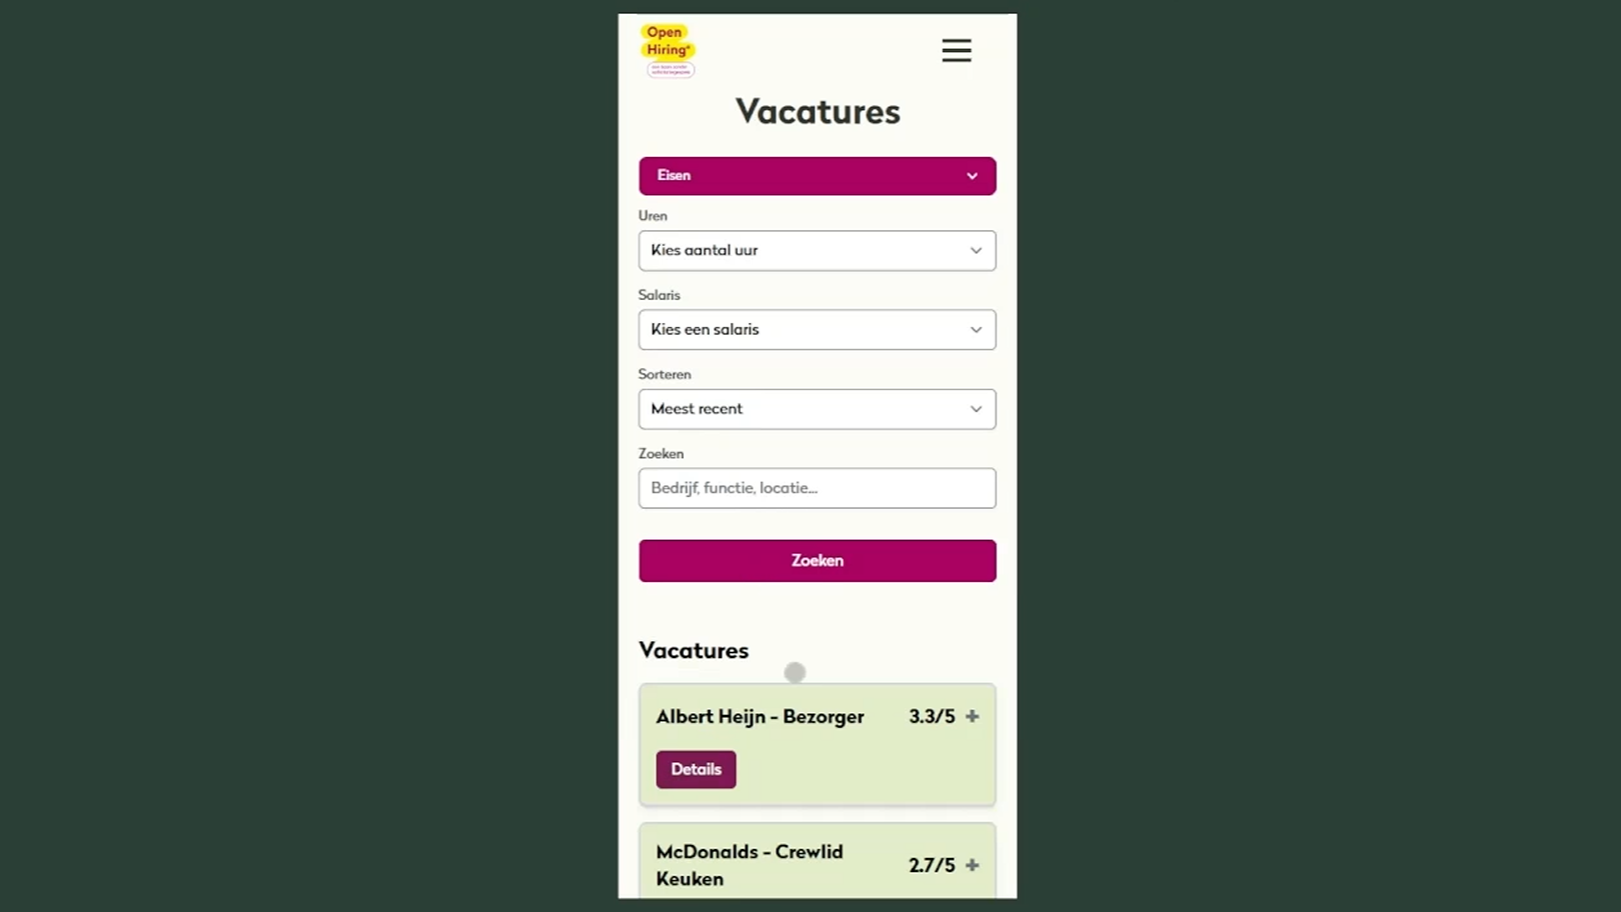 Open
Hiring®
Vacatures
Eisen
Uren
Kies aantal uur
Salaris
Kies een salaris
Sorteren
Meest recent
Zoeken
Bedrijf, functie, locatie...
Zoeken
Vacatures
Albert Heijn - Bezorger 3.3/5 +
Details
McDonalds - Crewlid
Keuken
2.7/5 +